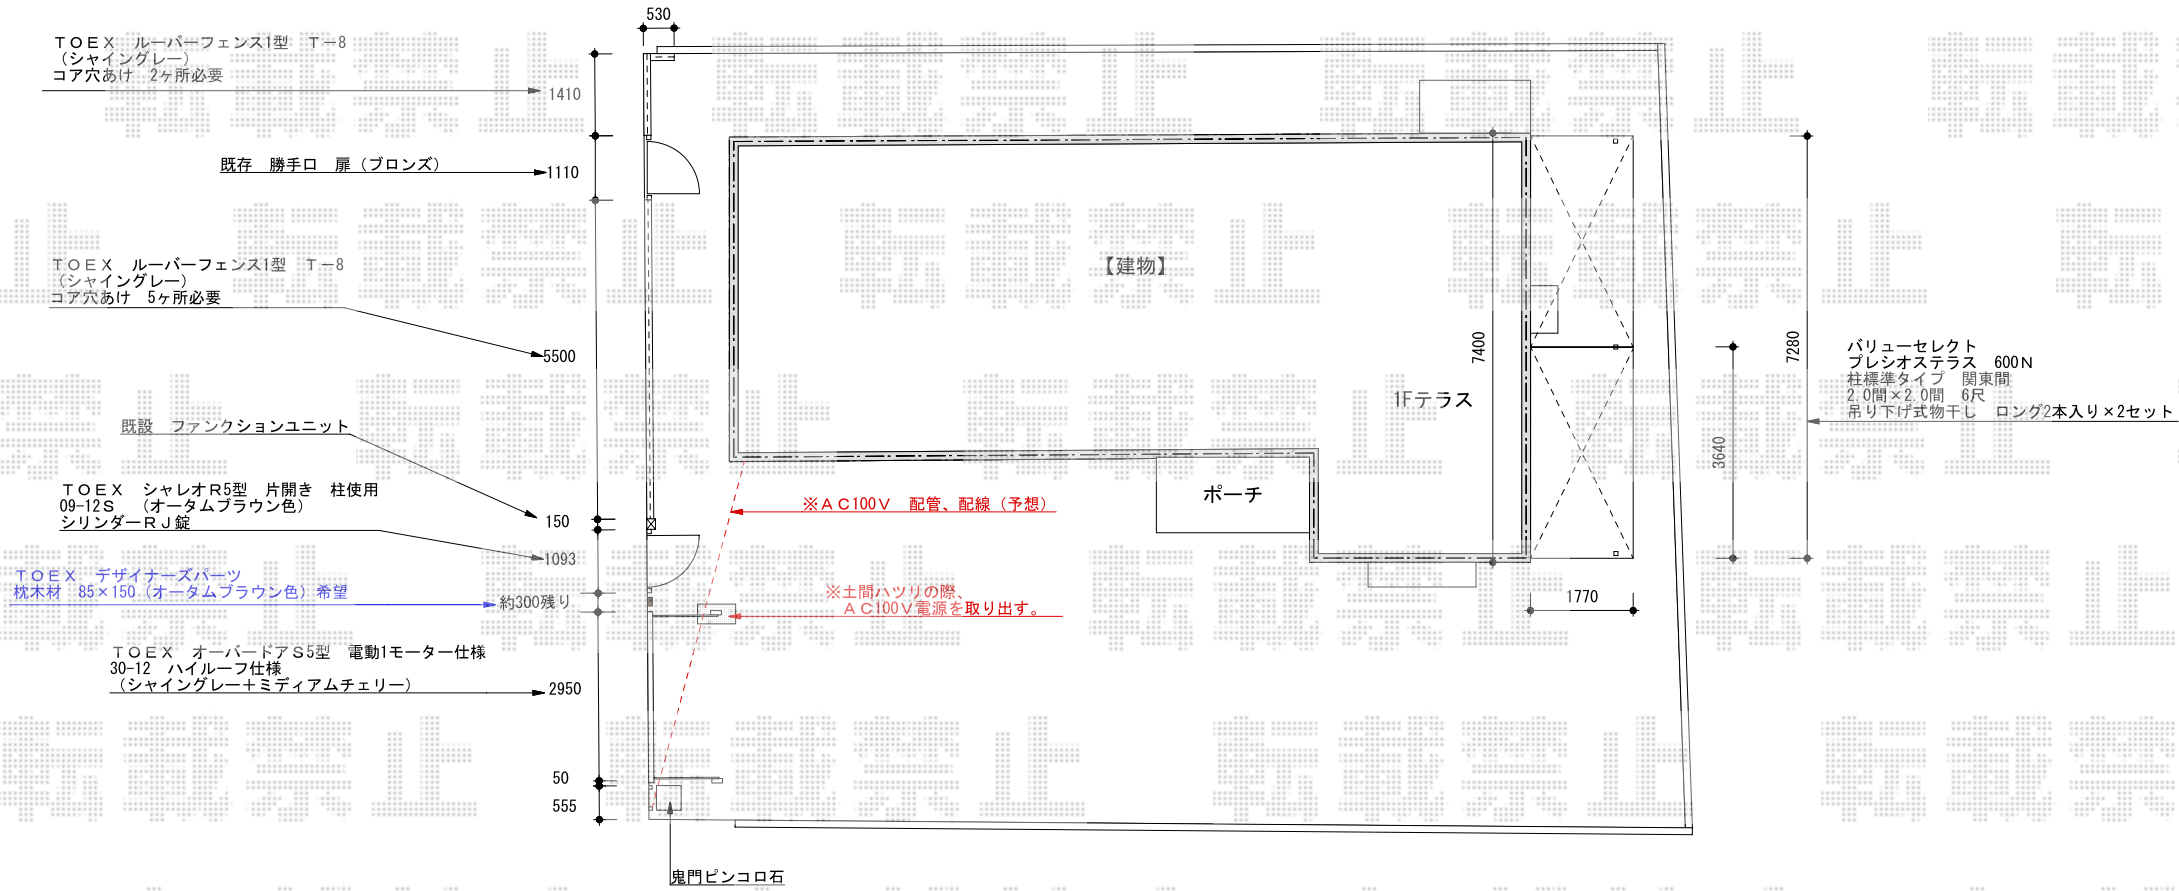 530
ＴＯＥＸ　ルーバーフェンス1型　Ｔ－8
（シャイングレー）
コア穴あけ　2ヶ所必要
1410
既存　勝手口　扉（ブロンズ）
1110
ＴＯＥＸ　ルーバーフェンス1型　Ｔ－8
（シャイングレー）
コア穴あけ　5ヶ所必要
5500
既設　ファンクションユニット
150
ＴＯＥＸ　シャレオＲ5型　片開き　柱使用
09-12Ｓ　（オータムブラウン色）
シリンダーＲＪ錠
1093
ＴＯＥＸ　デザイナーズパーツ
枕木材　85×150（オータムブラウン色）希望
約300残り
ＴＯＥＸ　オーバードアＳ5型　電動1モーター仕様
30-12　ハイルーフ仕様
（シャイングレー＋ミディアムチェリー）
2950
50
555
鬼門ピンコロ石
【建物】
1Fテラス
ポーチ
※ＡＣ100Ｖ　配管、配線（予想）
※土間ハツリの際、
ＡＣ100Ｖ電源を取り出す。
7400
7280
3640
1770
バリューセレクト
プレシオステラス　600Ｎ
柱標準タイプ　関東間
2.0間×2.0間　6尺
吊り下げ式物干し　ロング2本入り×2セット
転載禁止